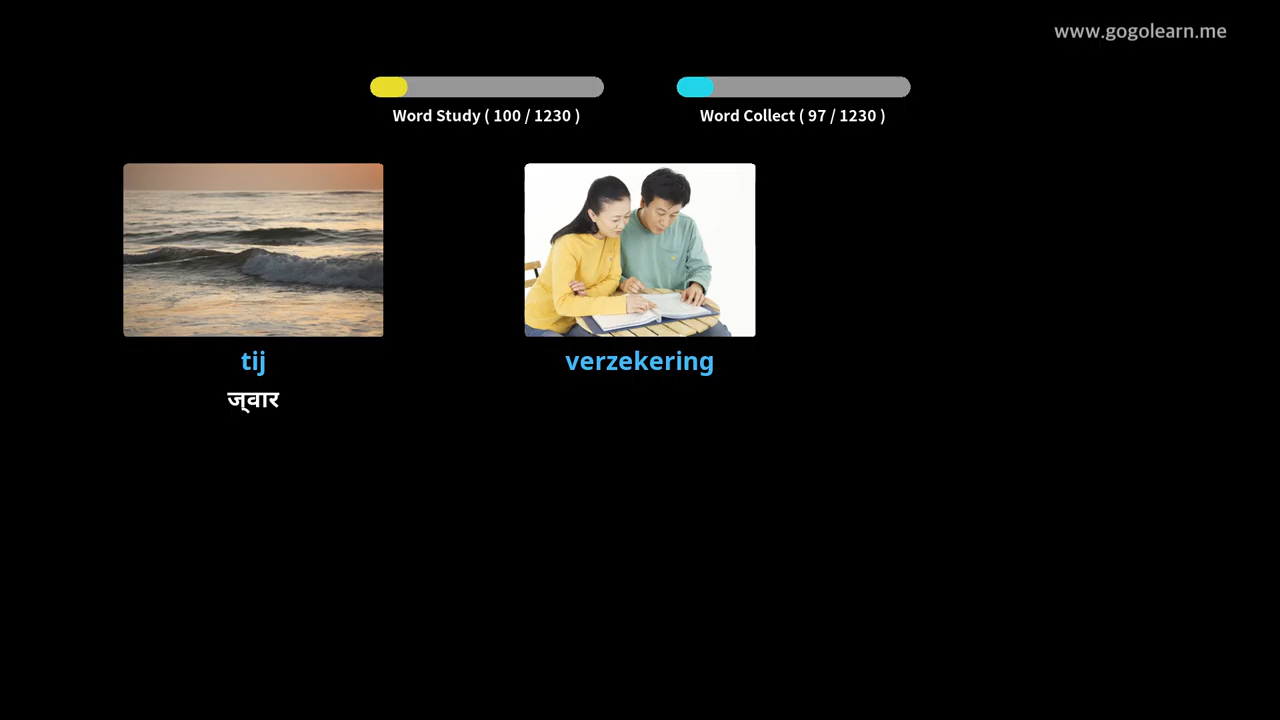 www.gogolearn.me
Word Study ( 100 / 1230 )
Word Collect ( 97 / 1230 )
tij
verzekering
ज्वार